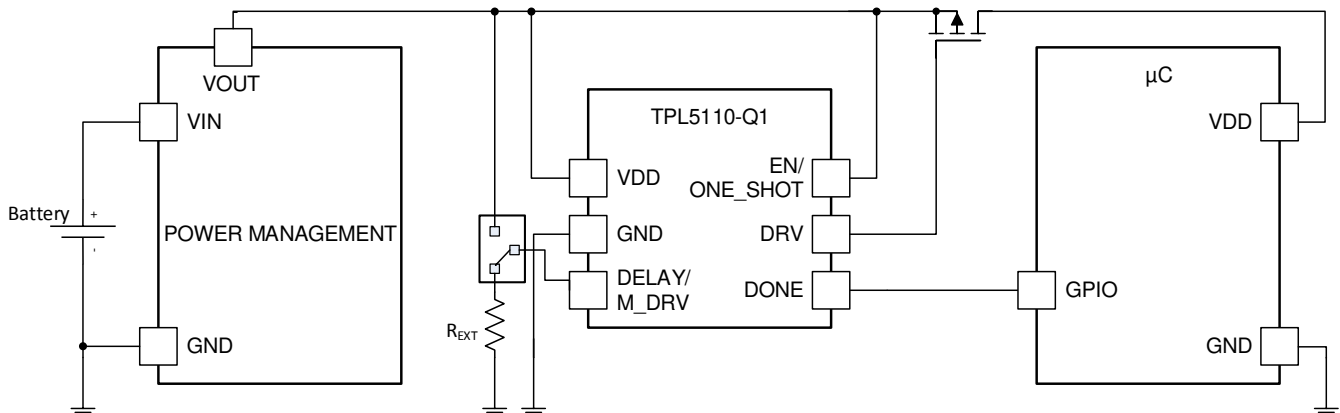 VOUT
VIN
Battery
+
-
POWER MANAGEMENT
GND
R_EXT
TPL5110-Q1
VDD
GND
DELAY/
M_DRV
EN/
ONE_SHOT
DRV
DONE
µC
VDD
GPIO
GND